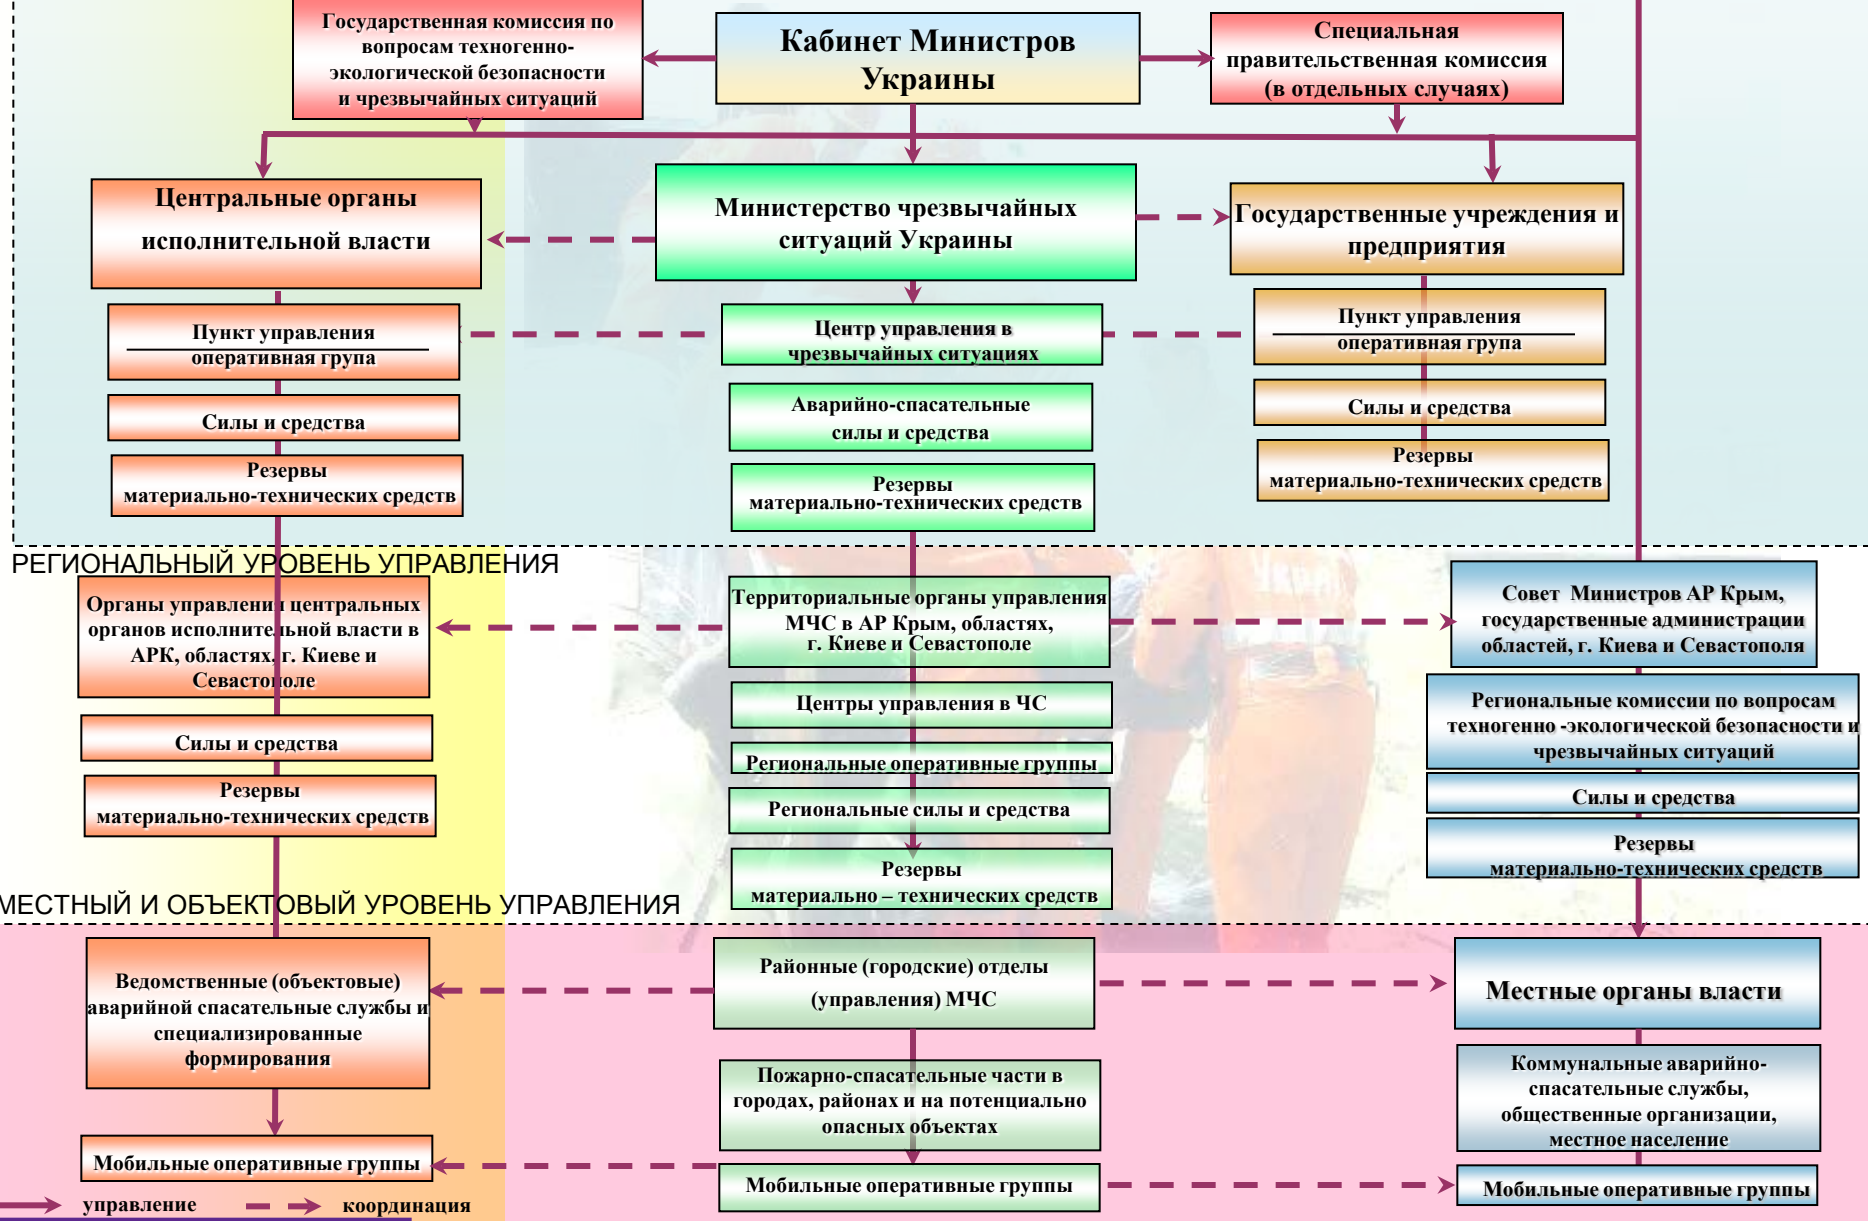 Государственная комиссия по
вопросам техногенно-
экологической безопасности
и чрезвычайных ситуаций
Кабинет Министров
Украины
Специальная
правительственная комиссия
(в отдельных случаях)
Центральные органы
исполнительной власти
Министерство чрезвычайных
ситуаций Украины
Государственные учреждения и
предприятия
Пункт управления
оперативная група
Центр управления в
чрезвычайных ситуациях
Пункт управления
оперативная група
Силы и средства
Аварийно-спасательные
силы и средства
Силы и средства
Резервы
материально-технических средств
Резервы
материально-технических средств
Резервы
материально-технических средств
РЕГИОНАЛЬНЫЙ УРОВЕНЬ УПРАВЛЕНИЯ
Органы управления центральных
органов исполнительной власти в
АРК, областях, г. Киеве и
Севастополе
Территориальные органы управления
МЧС в АР Крым, областях,
г. Киеве и Севастополе
Совет Министров АР Крым,
государственные администрации
областей, г. Киева и Севастополя
Силы и средства
Центры управления в ЧС
Региональные комиссии по вопросам
техногенно -экологической безопасности и
чрезвычайных ситуаций
Региональные оперативные группы
Резервы
материально-технических средств
Региональные силы и средства
Силы и средства
Резервы
материально – технических средств
Резервы
материально-технических средств
МЕСТНЫЙ И ОБЪЕКТОВЫЙ УРОВЕНЬ УПРАВЛЕНИЯ
Ведомственные (объектовые)
аварийной спасательные службы и
специализированные
формирования
Районные (городские) отделы
(управления) МЧС
Местные органы власти
Пожарно-спасательные части в
городах, районах и на потенциально
опасных объектах
Коммунальные аварийно-
спасательные службы,
общественные организации,
местное население
Мобильные оперативные группы
Мобильные оперативные группы
Мобильные оперативные группы
управление
координация